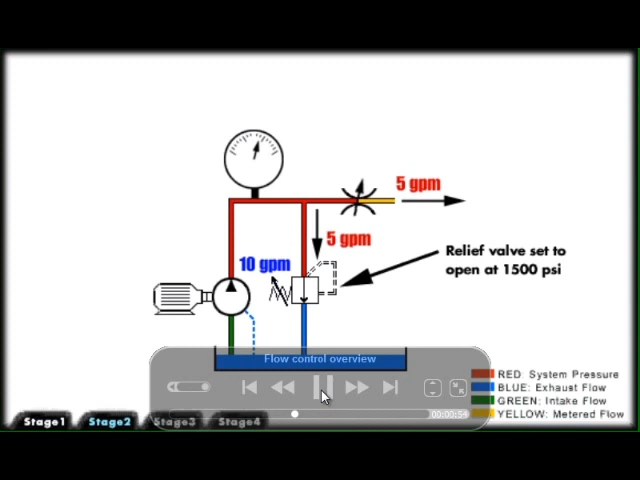 5 gpm
5 gpm
10 gpm
Relief valve set to
open at 1500 psi
Flow control overview
RED: System Pressure
BLUE: Exhaust Flow
GREEN: Intake Flow
YELLOW: Metered Flow
00:00:54
Stage1 Stage2 Stage3 Stage4